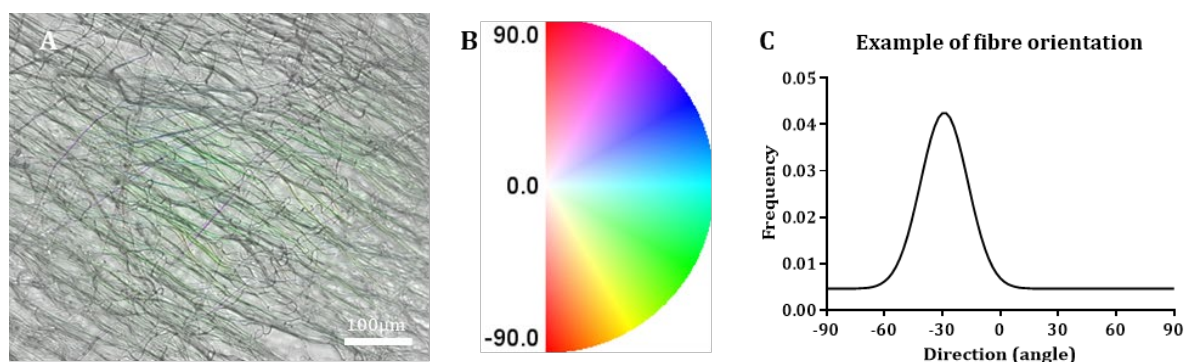 A
100µm
B
90.0
0.0
-90.0
C
Example of fibre orientation
Frequency
0.05
0.04
0.03
0.02
0.01
0.00
-90 -60 -30 0 30 60 90
Direction (angle)